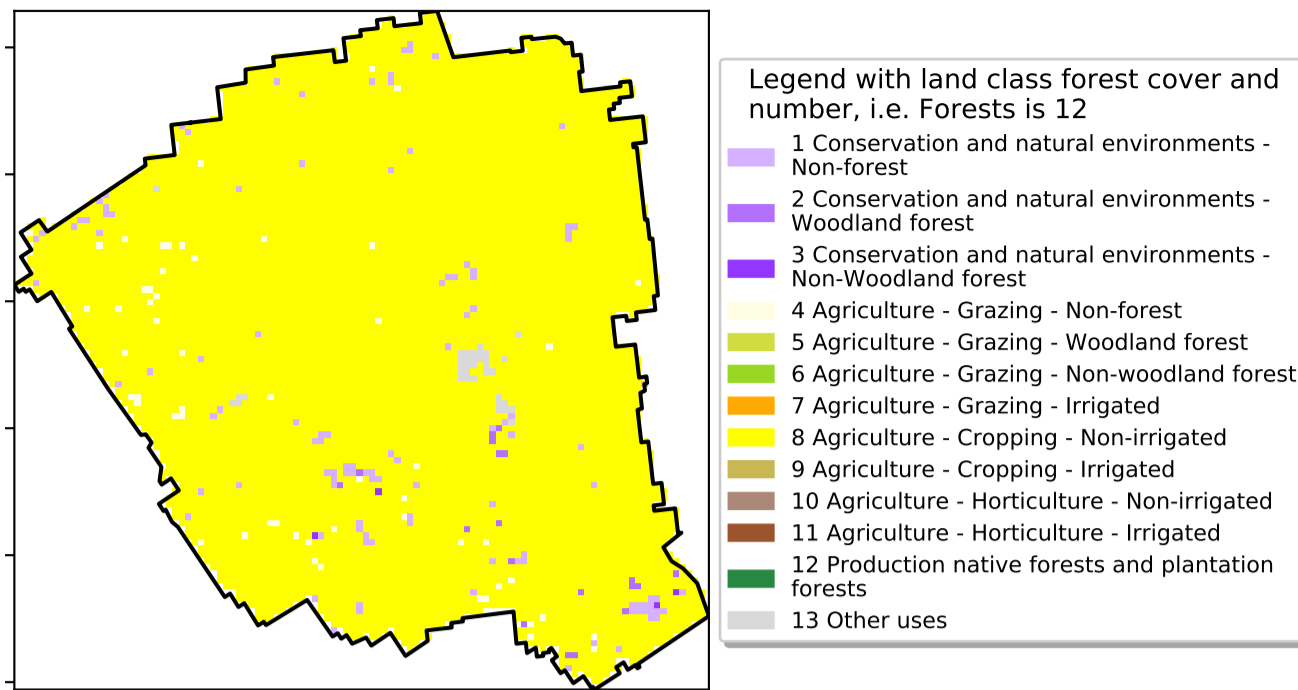 Legend with land class forest cover and
number, i.e. Forests is 12
1 Conservation and natural environments -
Non-forest
2 Conservation and natural environments -
Woodland forest
3 Conservation and natural environments -
Non-Woodland forest
4 Agriculture - Grazing - Non-forest
5 Agriculture - Grazing - Woodland forest
6 Agriculture - Grazing - Non-woodland forest
7 Agriculture - Grazing - Irrigated
8 Agriculture - Cropping - Non-irrigated
9 Agriculture - Cropping - Irrigated
10 Agriculture - Horticulture - Non-irrigated
11 Agriculture - Horticulture - Irrigated
12 Production native forests and plantation
forests
13 Other uses